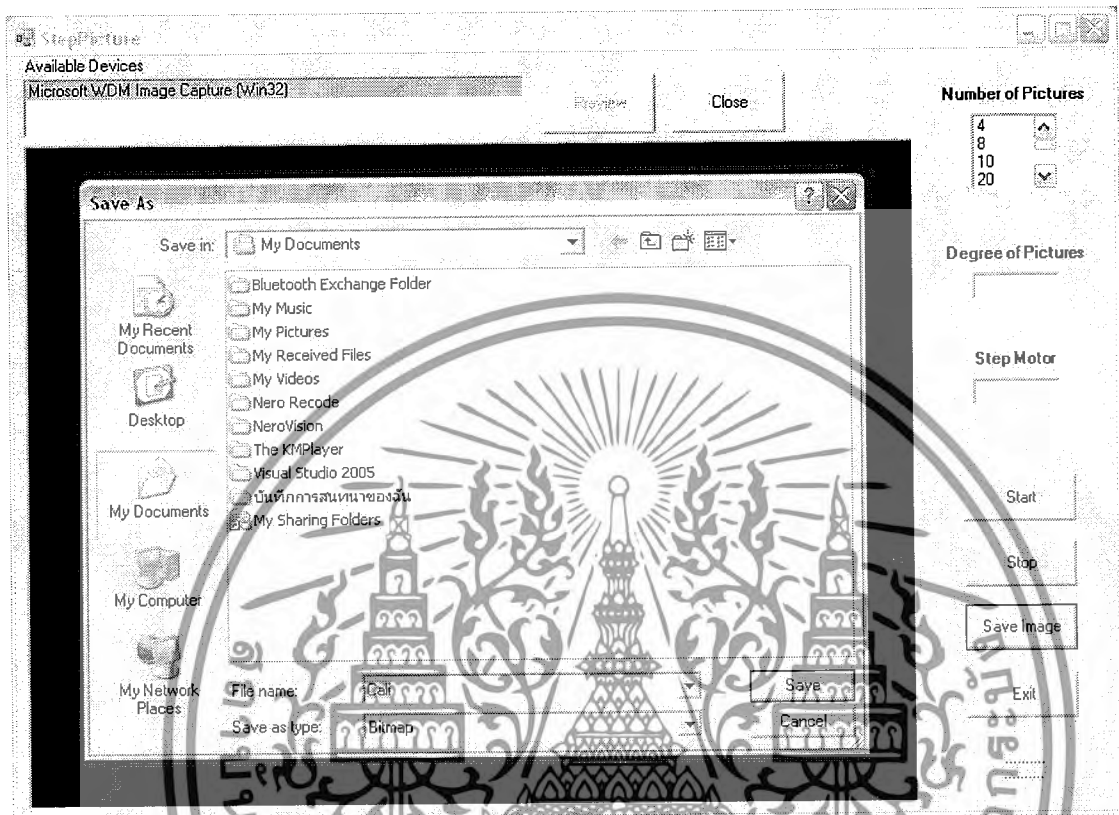 StepPicture
Available Devices
Microsoft WDM Image Capture (Win32)
Preview
Close
Number of Pictures
4
8
10
20
Save As
Save in:
My Documents
Degree of Pictures
My Recent Documents
Desktop
My Documents
My Computer
My Network Places
Bluetooth Exchange Folder
My Music
My Pictures
My Received Files
My Videos
Nero Recode
NeroVision
The KMPlayer
Visual Studio 2005
บันทึกการสนทนาของฉัน
My Sharing Folders
Step Motor
Start
Stop
Save Image
Exit
File name:
Cali
Save
Save as type:
Bitmap
Cancel